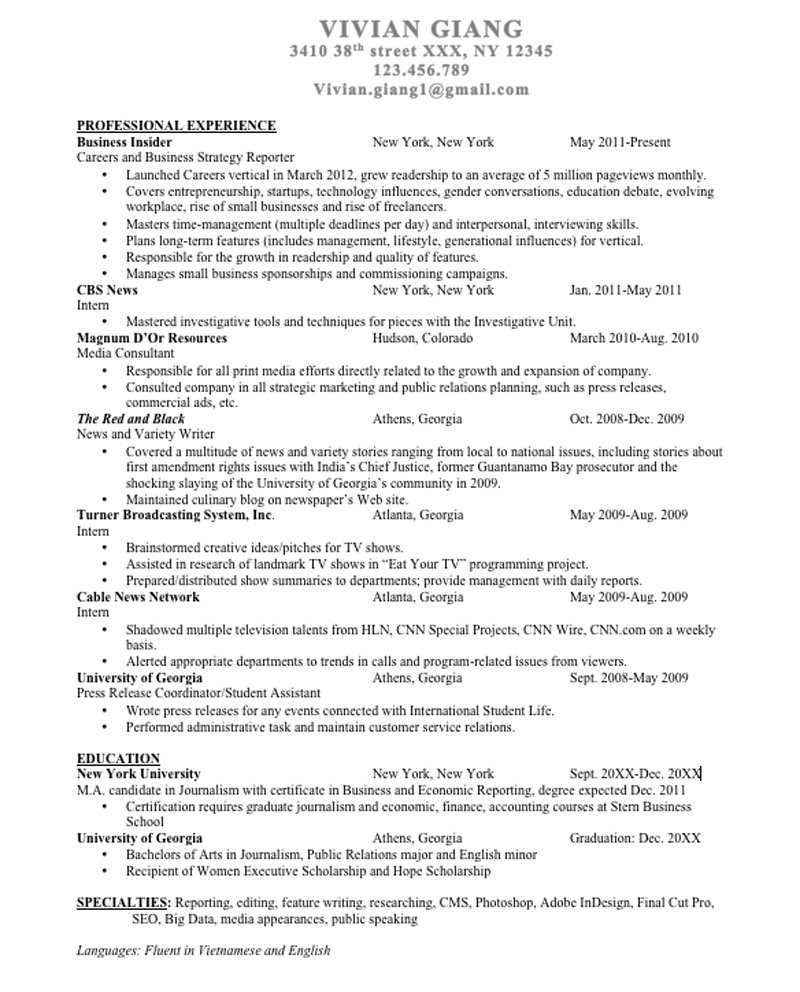 VIVIAN GIANG
3410 38th street XXX, NY 12345
123.456.789
Vivian.giang1@gmail.com
PROFESSIONAL EXPERIENCE
Business Insider New York, New York May 2011-Present
Careers and Business Strategy Reporter
• Launched Careers vertical in March 2012, grew readership to an average of 5 million pageviews monthly.
• Covers entrepreneurship, startups, technology influences, gender conversations, education debate, evolving
workplace, rise of small businesses and rise of freelancers.
• Masters time-management (multiple deadlines per day) and interpersonal, interviewing skills.
• Plans long-term features (includes management, lifestyle, generational influences) for vertical.
• Responsible for the growth in readership and quality of features.
• Manages small business sponsorships and commissioning campaigns.
CBS News New York, New York Jan. 2011-May 2011
Intern
• Mastered investigative tools and techniques for pieces with the Investigative Unit.
Magnum D’Or Resources Hudson, Colorado March 2010-Aug. 2010
Media Consultant
• Responsible for all print media efforts directly related to the growth and expansion of company.
• Consulted company in all strategic marketing and public relations planning, such as press releases,
commercial ads, etc.
The Red and Black Athens, Georgia Oct. 2008-Dec. 2009
News and Variety Writer
• Covered a multitude of news and variety stories ranging from local to national issues, including stories about
first amendment rights issues with India’s Chief Justice, former Guantanamo Bay prosecutor and the
shocking slaying of the University of Georgia’s community in 2009.
• Maintained culinary blog on newspaper’s Web site.
Turner Broadcasting System, Inc. Atlanta, Georgia May 2009-Aug. 2009
Intern
• Brainstormed creative ideas/pitches for TV shows.
• Assisted in research of landmark TV shows in “Eat Your TV” programming project.
• Prepared/distributed show summaries to departments; provide management with daily reports.
Cable News Network Atlanta, Georgia May 2009-Aug. 2009
Intern
• Shadowed multiple television talents from HLN, CNN Special Projects, CNN Wire, CNN.com on a weekly
basis.
• Alerted appropriate departments to trends in calls and program-related issues from viewers.
University of Georgia Athens, Georgia Sept. 2008-May 2009
Press Release Coordinator/Student Assistant
• Wrote press releases for any events connected with International Student Life.
• Performed administrative task and maintain customer service relations.
EDUCATION
New York University New York, New York Sept. 20XX-Dec. 20XX
M.A. candidate in Journalism with certificate in Business and Economic Reporting, degree expected Dec. 2011
• Certification requires graduate journalism and economic, finance, accounting courses at Stern Business
School
University of Georgia Athens, Georgia Graduation: Dec. 20XX
• Bachelors of Arts in Journalism, Public Relations major and English minor
• Recipient of Women Executive Scholarship and Hope Scholarship
SPECIALTIES: Reporting, editing, feature writing, researching, CMS, Photoshop, Adobe InDesign, Final Cut Pro,
SEO, Big Data, media appearances, public speaking
Languages: Fluent in Vietnamese and English